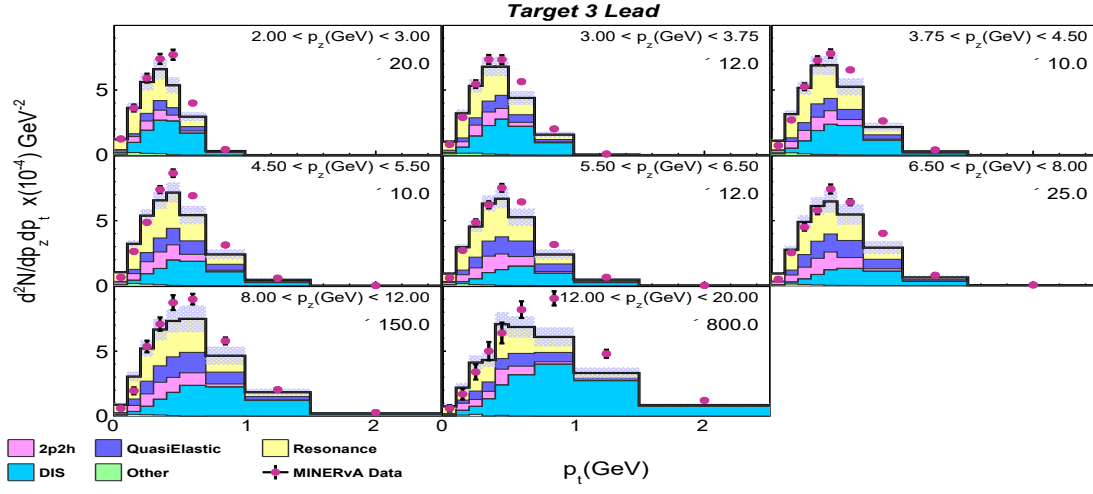 Target 3 Lead
d²N/dp_z dp_t x(10⁻⁴) GeV⁻²
2.00 < p_z(GeV) < 3.00
´ 20.0
3.00 < p_z(GeV) < 3.75
´ 12.0
3.75 < p_z(GeV) < 4.50
´ 10.0
5
0
4.50 < p_z(GeV) < 5.50
´ 10.0
5.50 < p_z(GeV) < 6.50
´ 12.0
6.50 < p_z(GeV) < 8.00
´ 25.0
5
0
8.00 < p_z(GeV) < 12.00
´ 150.0
12.00 < p_z(GeV) < 20.00
´ 800.0
5
0
0 1 2
0 1 2
0 1 2
p_t(GeV)
2p2h QuasiElastic Resonance
DIS Other MINERvA Data